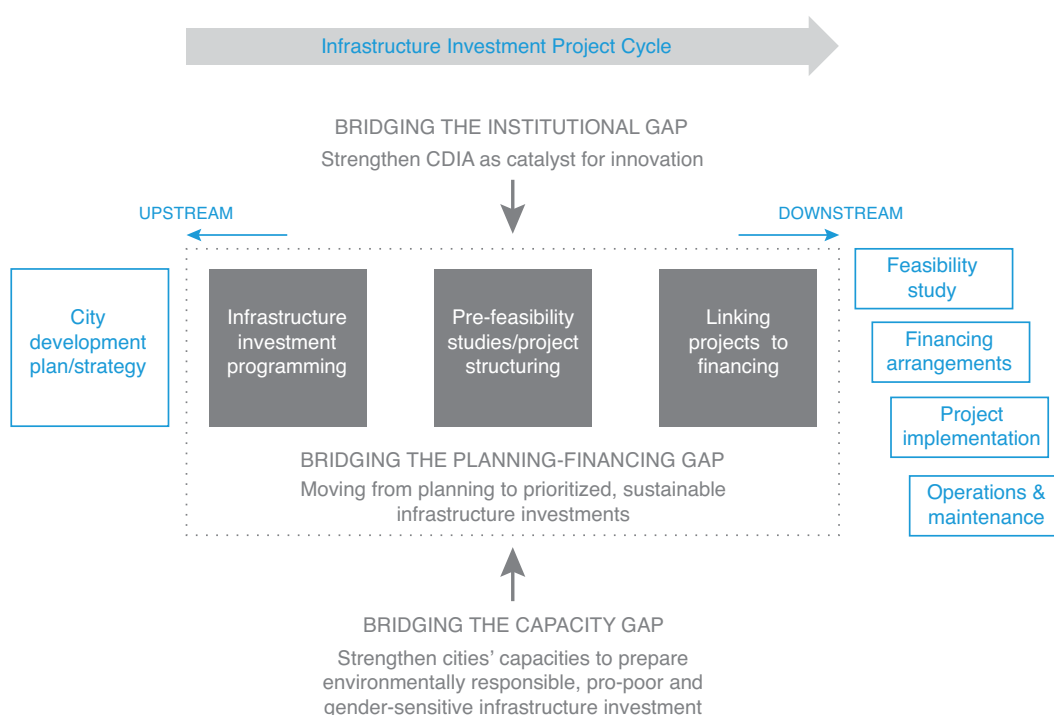 Infrastructure Investment Project Cycle
BRIDGING THE INSTITUTIONAL GAP
Strengthen CDIA as catalyst for innovation
UPSTREAM
DOWNSTREAM
City
development
plan/strategy
Infrastructure
investment
programming
Pre-feasibility
studies/project
structuring
Linking
projects to
financing
Feasibility
study
Financing
arrangements
Project
implementation
Operations &
maintenance
BRIDGING THE PLANNING-FINANCING GAP
Moving from planning to prioritized, sustainable
infrastructure investments
BRIDGING THE CAPACITY GAP
Strengthen cities’ capacities to prepare
environmentally responsible, pro-poor and
gender-sensitive infrastructure investment